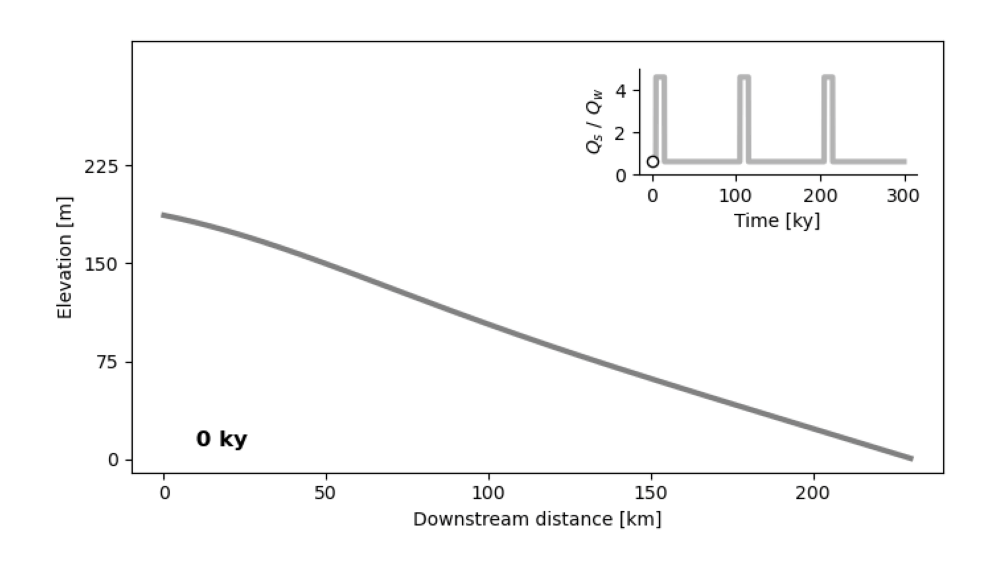 Q_s / Q_w
4
2
0
0 100 200 300
Time [ky]
Elevation [m]
225
150
75
0
0 ky
0 50 100 150 200
Downstream distance [km]